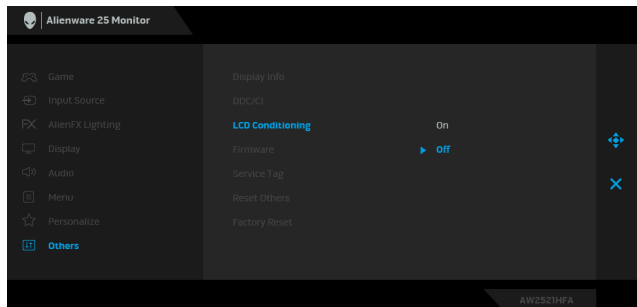 Alienware 25 Monitor
Game
Display Info
Input Source
DDC/CI
AlienFX Lighting
LCD Conditioning
On
Display
Firmware
Off
Audio
Service Tag
Menu
Reset Others
Personalize
Factory Reset
Others
AW2521HFA